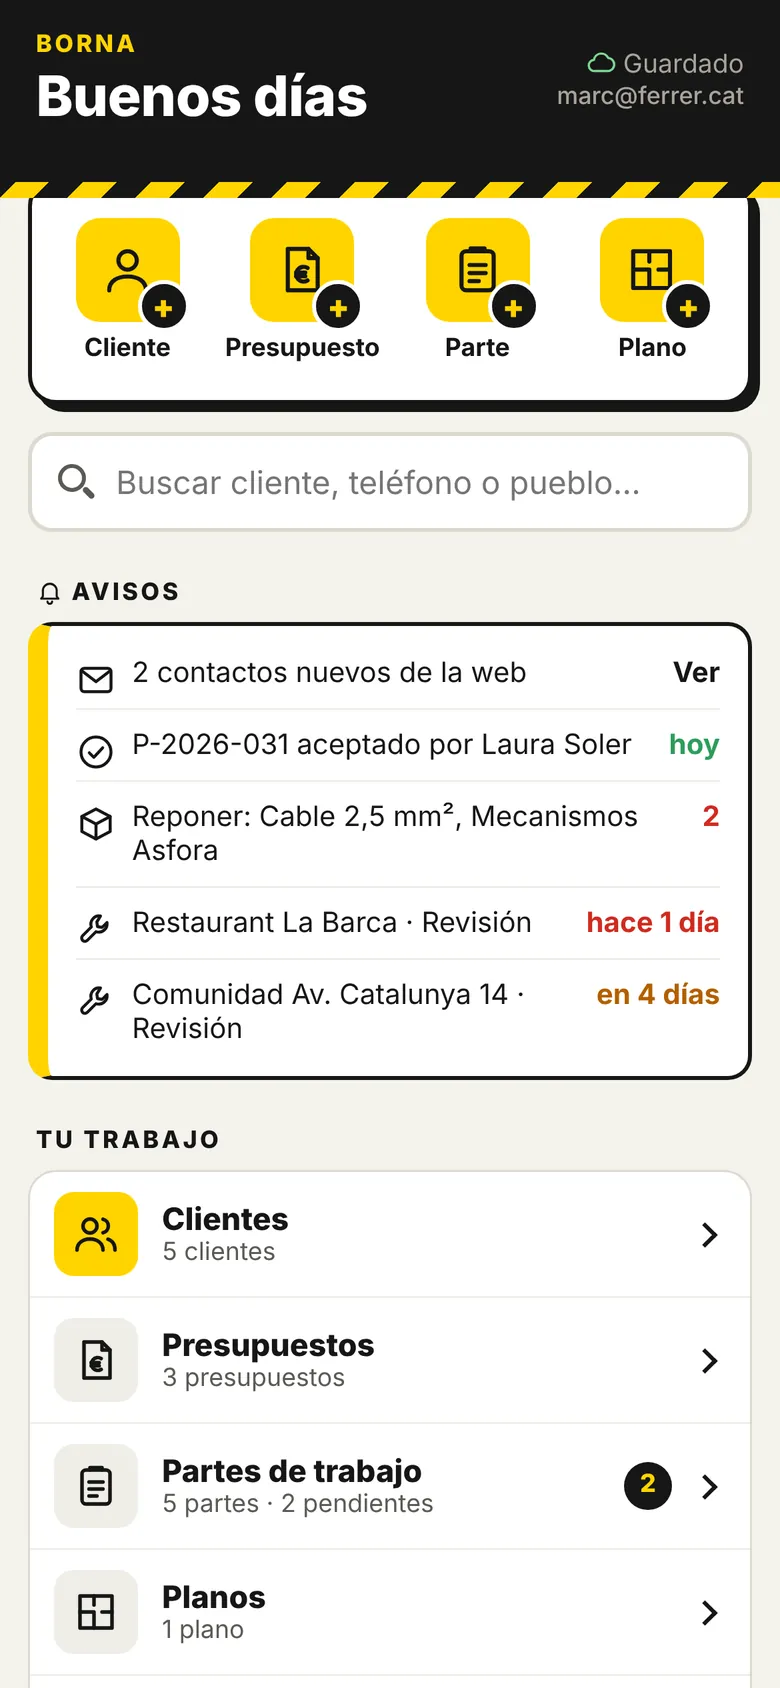 BORNA
Buenos días
Guardado
marc@ferrer.cat
Cliente
Presupuesto
Parte
Plano
Buscar cliente, teléfono o pueblo...
AVISOS
2 contactos nuevos de la web Ver
P-2026-031 aceptado por Laura Soler hoy
Reponer: Cable 2,5 mm², Mecanismos 2
Asfora
Restaurant La Barca · Revisión hace 1 día
Comunidad Av. Catalunya 14 · en 4 días
Revisión
TU TRABAJO
Clientes
5 clientes
Presupuestos
3 presupuestos
Partes de trabajo
5 partes · 2 pendientes
2
Planos
1 plano